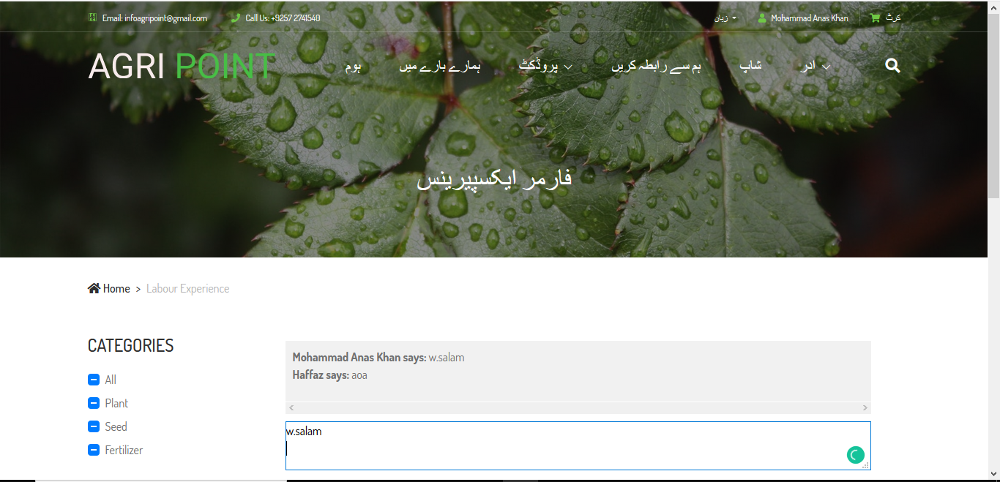 Email: infoagripoint@gmail.com Call Us: +9257 2741540 زبان Mohammad Anas Khan کرٹ
AGRI POINT ہوم ہمارے بارے میں پروڈکٹ ہم سے رابطہ کریں شاپ ادر
فارمر ایکسپیرینس
Home > Labour Experience
CATEGORIES
All
Plant
Seed
Fertilizer
Mohammad Anas Khan says: w.salam
Haffaz says: aoa
w.salam